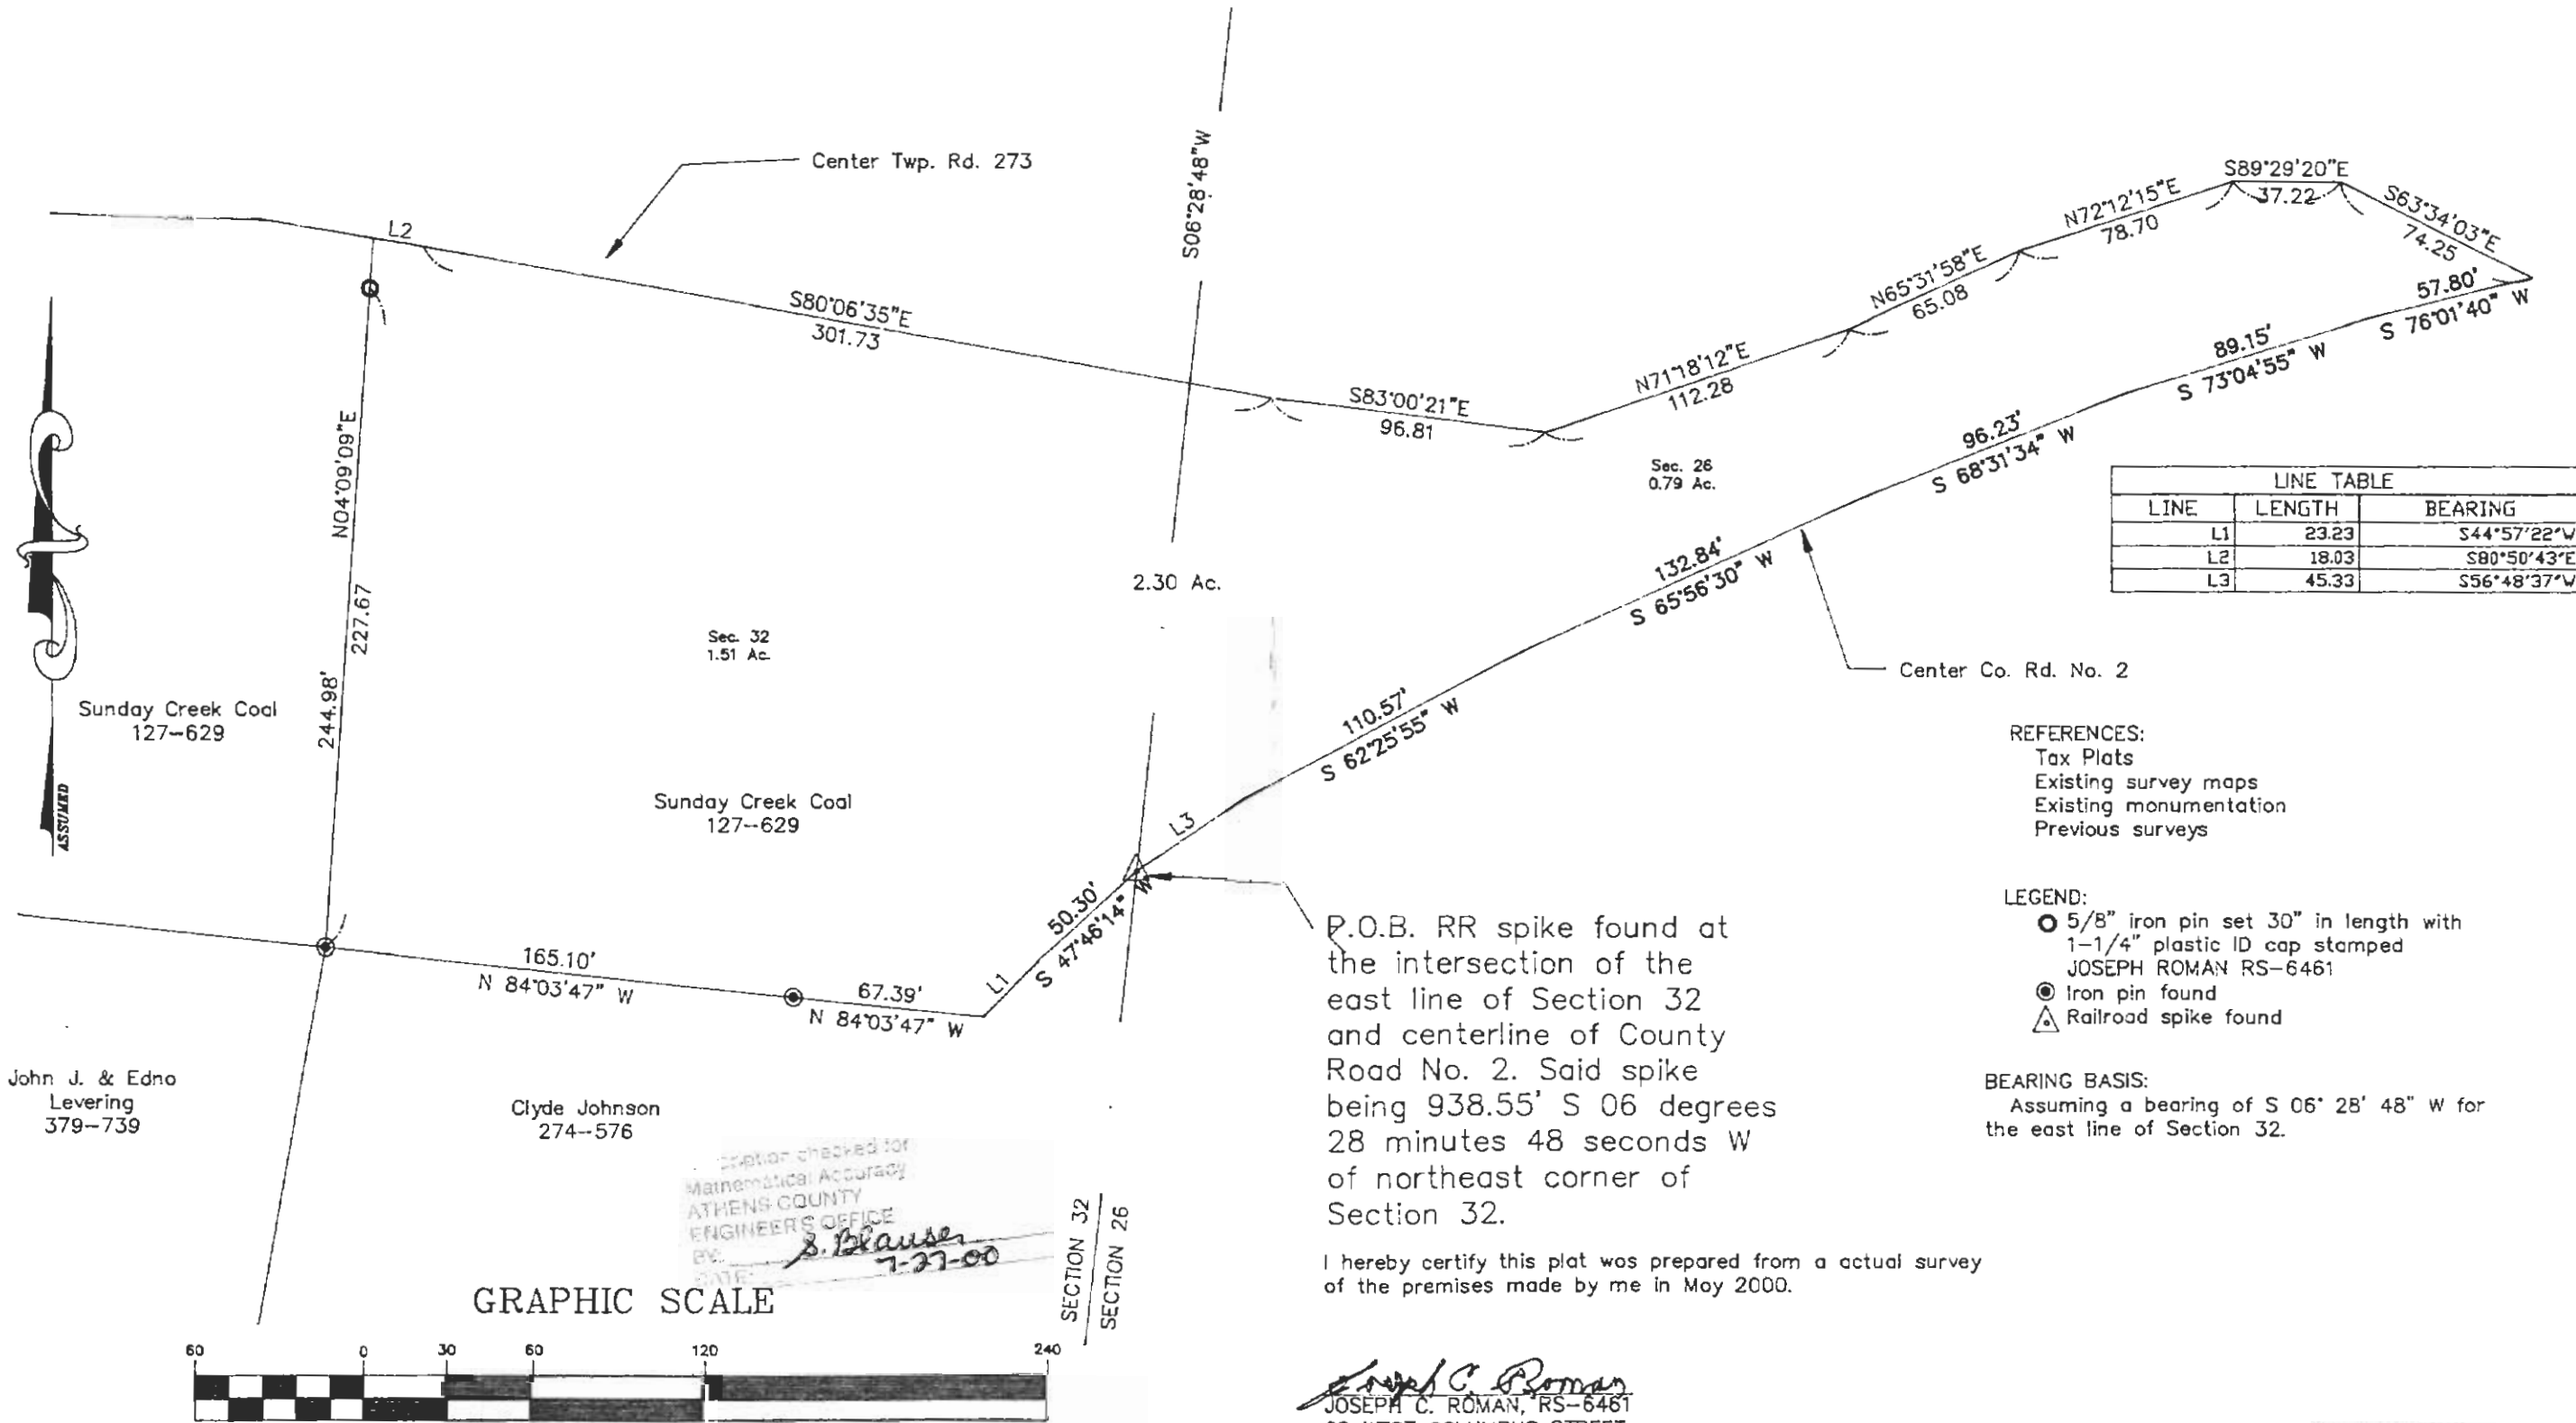 Center Twp. Rd. 273
L2
S06°28'48"W
S80°06'35"E
301.73
S83°00'21"E
96.81
N71°18'12"E
112.28
N65°31'58"E
65.08
N72°12'15"E
78.70
S89°29'20"E
37.22
S63°34'03"E
74.25
57.80'
S 76°01'40" W
89.15'
S 73°04'55" W
96.23'
S 68°31'34" W
132.84'
S 65°56'30" W
110.57'
S 62°25'55" W
L3
50.30'
S 47°46'14" W
L1
67.39'
N 84°03'47" W
165.10'
N 84°03'47" W
N04°09'09"E
227.67
244.98'
ASSUMED
Sec. 26
0.79 Ac.
2.30 Ac.
Sec. 32
1.51 Ac.
Sunday Creek Coal
127-629
Sunday Creek Coal
127-629
John J. & Edno
Levering
379-739
Clyde Johnson
274-576
Center Co. Rd. No. 2
LINE TABLE
LINE LENGTH BEARING
L1 23.23 S44°57'22"W
L2 18.03 S80°50'43"E
L3 45.33 S56°48'37"W
REFERENCES:
Tax Plats
Existing survey maps
Existing monumentation
Previous surveys
LEGEND:
5/8" iron pin set 30" in length with
1-1/4" plastic ID cap stamped
JOSEPH ROMAN RS-6461
Iron pin found
Railroad spike found
BEARING BASIS:
Assuming a bearing of S 06° 28' 48" W for
the east line of Section 32.
P.O.B. RR spike found at
the intersection of the
east line of Section 32
and centerline of County
Road No. 2. Said spike
being 938.55' S 06 degrees
28 minutes 48 seconds W
of northeast corner of
Section 32.
I hereby certify this plat wos prepared from a actual survey
of the premises made by me in Moy 2000.
Joseph C. Roman
JOSEPH C. ROMAN, RS-6461
checked for
Mathematical Accuracy
ATHENS COUNTY
ENGINEERS OFFICE
BY: S. Blauser
DATE: 7-27-00
SECTION 32
SECTION 26
GRAPHIC SCALE
60 0 30 60 120 240